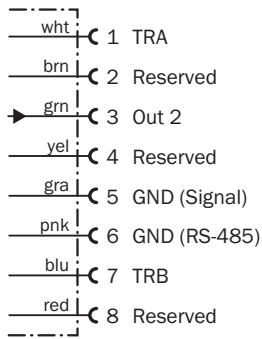 wht 1 TRA
brn 2 Reserved
grn 3 Out 2
yel 4 Reserved
gra 5 GND (Signal)
pnk 6 GND (RS-485)
blu 7 TRB
red 8 Reserved